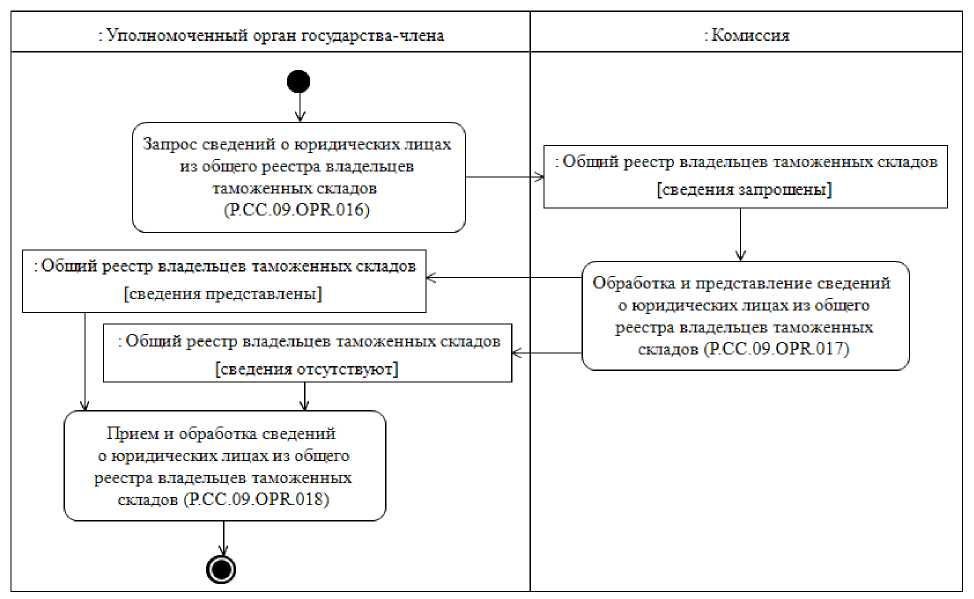 : Уполномоченный орган государства-члена
: Комиссия
Запрос сведений о юридических лицах
из общего реестра владельцев
таможенных складов
(P.CC.09.OPR.016)
: Общий реестр владельцев таможенных складов
[сведения запрошены]
: Общий реестр владельцев таможенных складов
[сведения представлены]
Обработка и представление сведений
о юридических лицах из общего
реестра владельцев таможенных
складов (P.CC.09.OPR.017)
: Общий реестр владельцев таможенных складов
[сведения отсутствуют]
Прием и обработка сведений
о юридических лицах из общего
реестра владельцев таможенных
складов (P.CC.09.OPR.018)